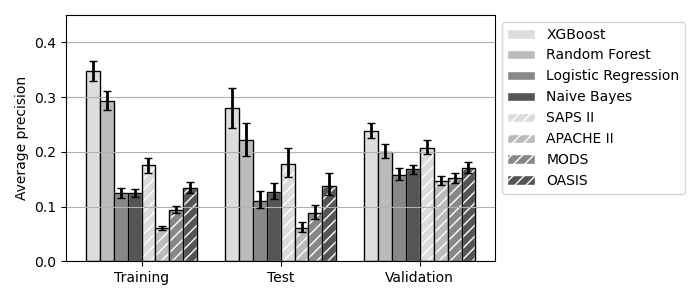 Average precision
0.4
0.3
0.2
0.1
0.0
Training
Test
Validation
XGBoost
Random Forest
Logistic Regression
Naive Bayes
SAPS II
APACHE II
MODS
OASIS